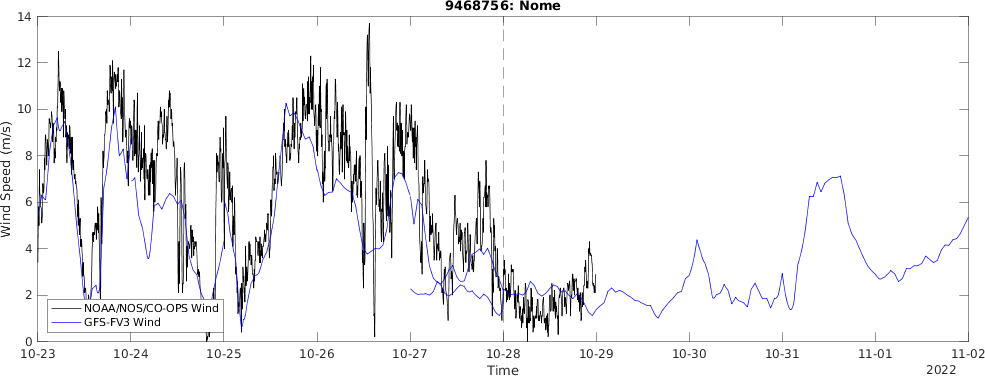 9468756: Nome
14
12
10
8
6
4
2
0
Wind Speed (m/s)
NOAA/NOS/CO-OPS Wind
GFS-FV3 Wind
10-23 10-24 10-25 10-26 10-27 10-28 10-29 10-30 10-31 11-01 11-02
Time
2022